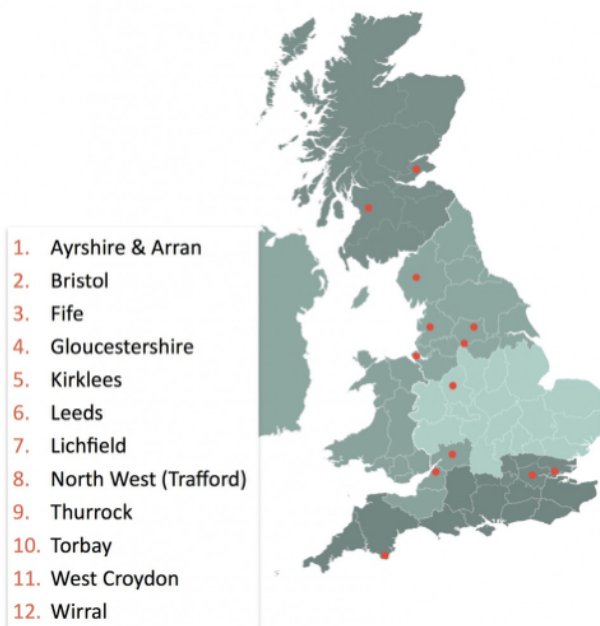 1. Ayrshire & Arran
2. Bristol
3. Fife
4. Gloucestershire
5. Kirklees
6. Leeds
7. Lichfield
8. North West (Trafford)
9. Thurrock
10. Torbay
11. West Croydon
12. Wirral